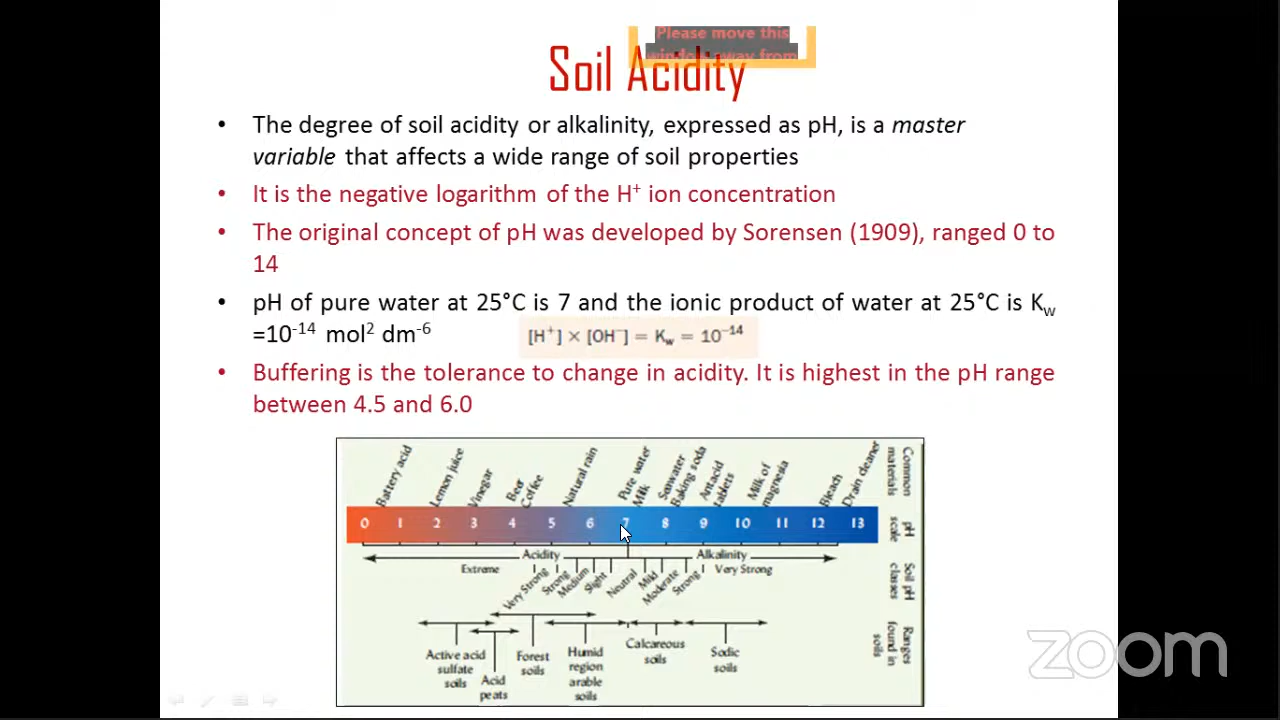 Please move this
window away from
Soil Acidity
• The degree of soil acidity or alkalinity, expressed as pH, is a master
variable that affects a wide range of soil properties
• It is the negative logarithm of the H⁺ ion concentration
• The original concept of pH was developed by Sorensen (1909), ranged 0 to
14
• pH of pure water at 25°C is 7 and the ionic product of water at 25°C is Kw
=10⁻¹⁴ mol² dm⁻⁶
[H⁺] × [OH⁻] = Kw = 10⁻¹⁴
• Buffering is the tolerance to change in acidity. It is highest in the pH range
between 4.5 and 6.0
Battery acid
Lemon juice
Vinegar
Beer
Coffee
Natural rain
Pure water
Milk
Seawater
Baking soda
Antacid
tablets
Milk of
magnesia
Bleach
Drain cleaner
Common
materials
0 1 2 3 4 5 6 7 8 9 10 11 12 13
pH
scale
Acidity
Alkalinity
Extreme
Very Strong
Strong
Medium
Slight
Neutral
Mild
Moderate
Strong
Very Strong
Soil pH
classes
Active acid
sulfate
soils
Acid
peats
Forest
soils
Humid
region
arable
soils
Calcareous
soils
Sodic
soils
Ranges
found in
soils
zoom